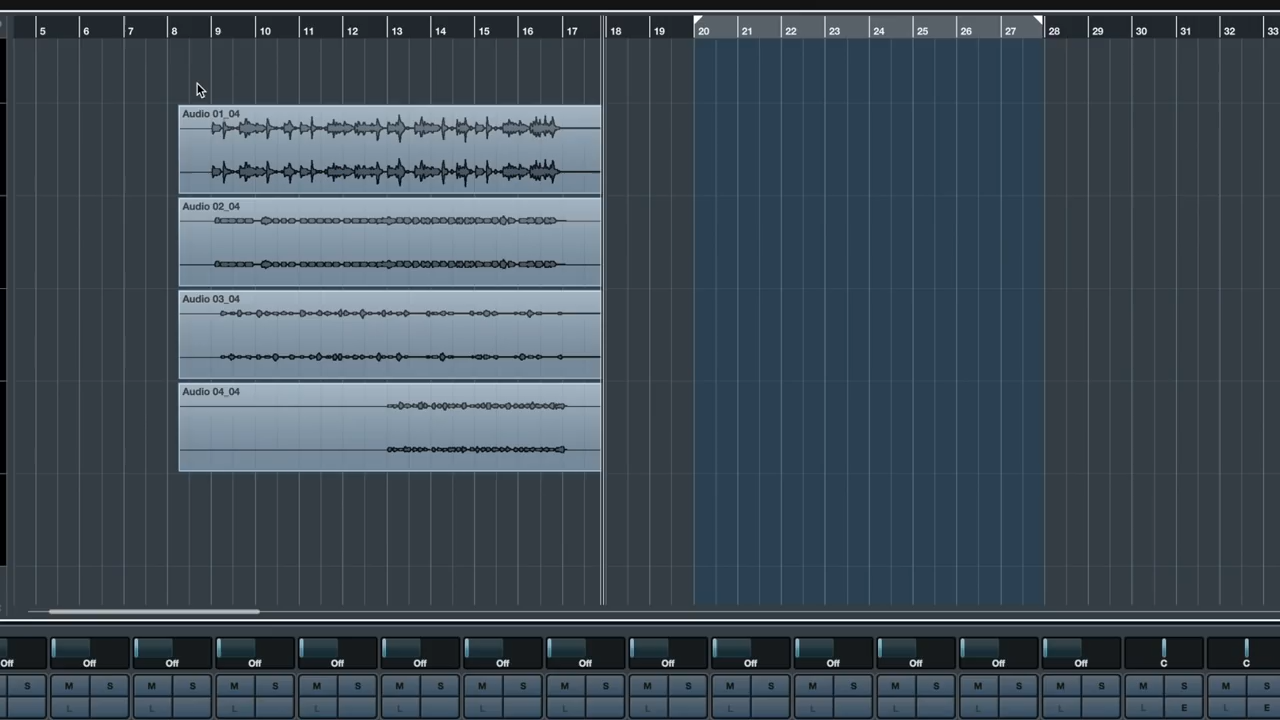 5 6 7 8 9 10 11 12 13 14 15 16 17 18 19 20 21 22 23 24 25 26 27 28 29 30 31 32 33
Audio 01_04
Audio 02_04
Audio 03_04
Audio 04_04
Off Off Off Off Off Off Off Off Off Off Off Off Off Off C C
S M S M S M S M S M S M S M S M S M S M S M S M S M S M S M
L L L L L L L L L L L L L L E L E